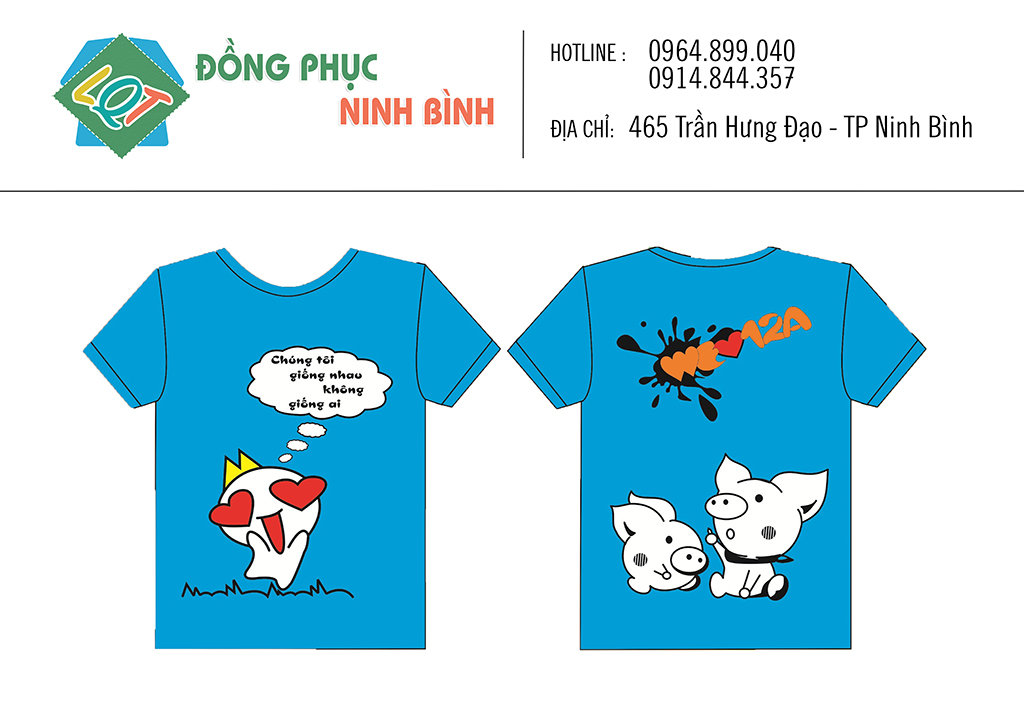 LQT
ĐỒNG PHỤC
NINH BÌNH
HOTLINE : 0964.899.040
0914.844.357
ĐỊA CHỈ: 465 Trần Hưng Đạo - TP Ninh Bình
Chúng tôi
giống nhau
không
giống ai
12A